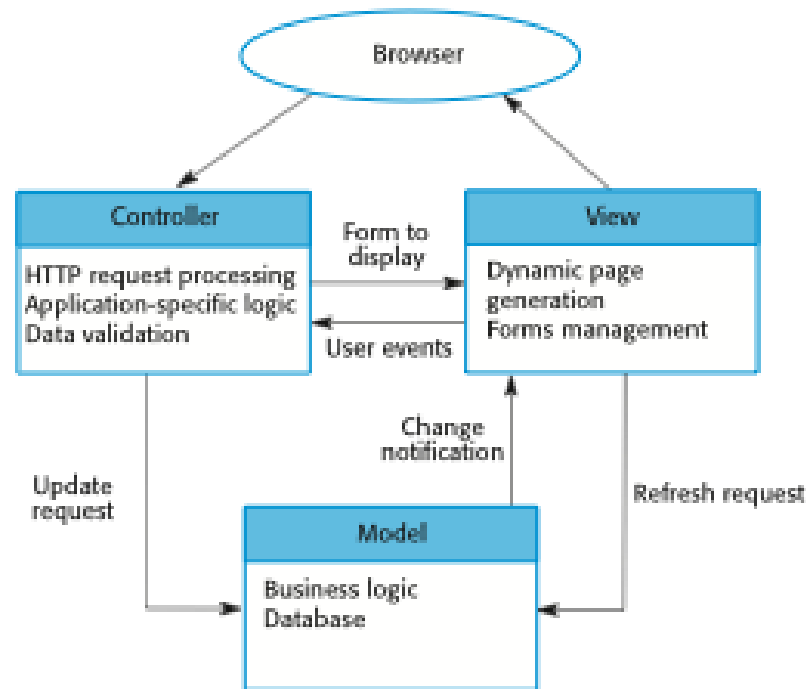 Browser
Controller
HTTP request processing
Application-specific logic
Data validation
Form to
display
User events
View
Dynamic page
generation
Forms management
Update
request
Change
notification
Refresh request
Model
Business logic
Database